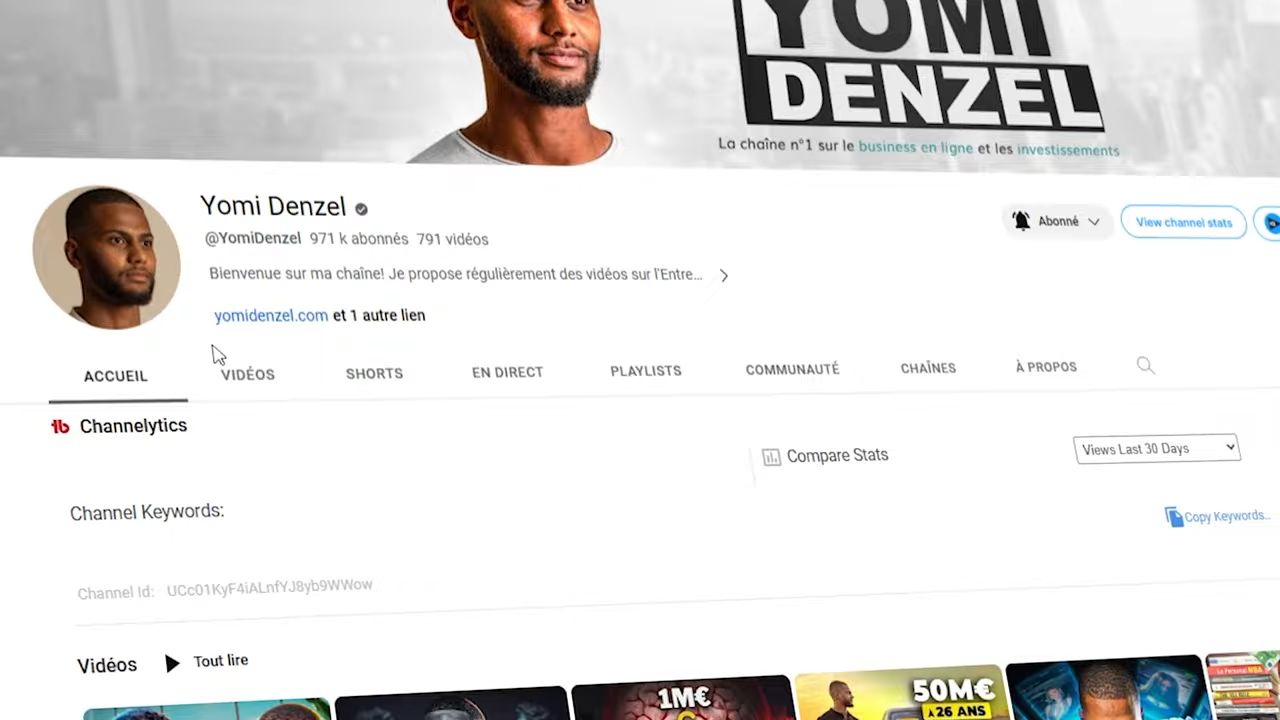 YOMI
DENZEL
La chaîne n°1 sur le business en ligne et les investissements
Yomi Denzel
@YomiDenzel 971 k abonnés 791 vidéos
Bienvenue sur ma chaîne! Je propose régulièrement des vidéos sur l'Entre...
yomidenzel.com et 1 autre lien
Abonné
View channel stats
ACCUEIL VIDÉOS SHORTS EN DIRECT PLAYLISTS COMMUNAUTÉ CHAÎNES À PROPOS
Channelytics
Compare Stats
Views Last 30 Days
Channel Keywords:
Copy Keywords..
Channel Id: UCc01KyF4iALnfYJ8yb9WWow
Vidéos Tout lire
1M€
50M€
26 ANS